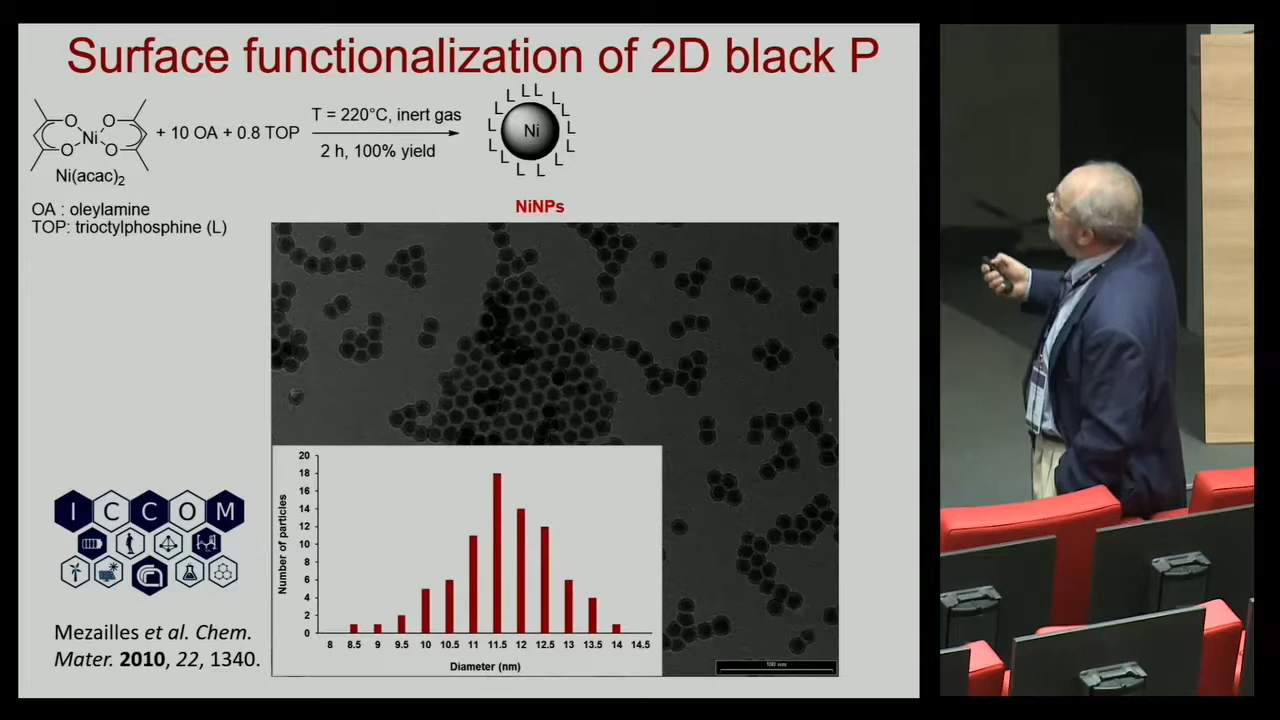 Surface functionalization of 2D black P
O
O
Ni
O
O
+ 10 OA + 0.8 TOP
T = 220°C, inert gas
2 h, 100% yield
L L L L L L L L L L L L L L
Ni
Ni(acac)2
NiNPs
OA : oleylamine
TOP: trioctylphosphine (L)
20
18
16
14
12
10
8
6
4
2
0
Number of particles
8 8.5 9 9.5 10 10.5 11 11.5 12 12.5 13 13.5 14 14.5
Diameter (nm)
100 nm
I C C O M
Mezailles et al. Chem.
Mater. 2010, 22, 1340.